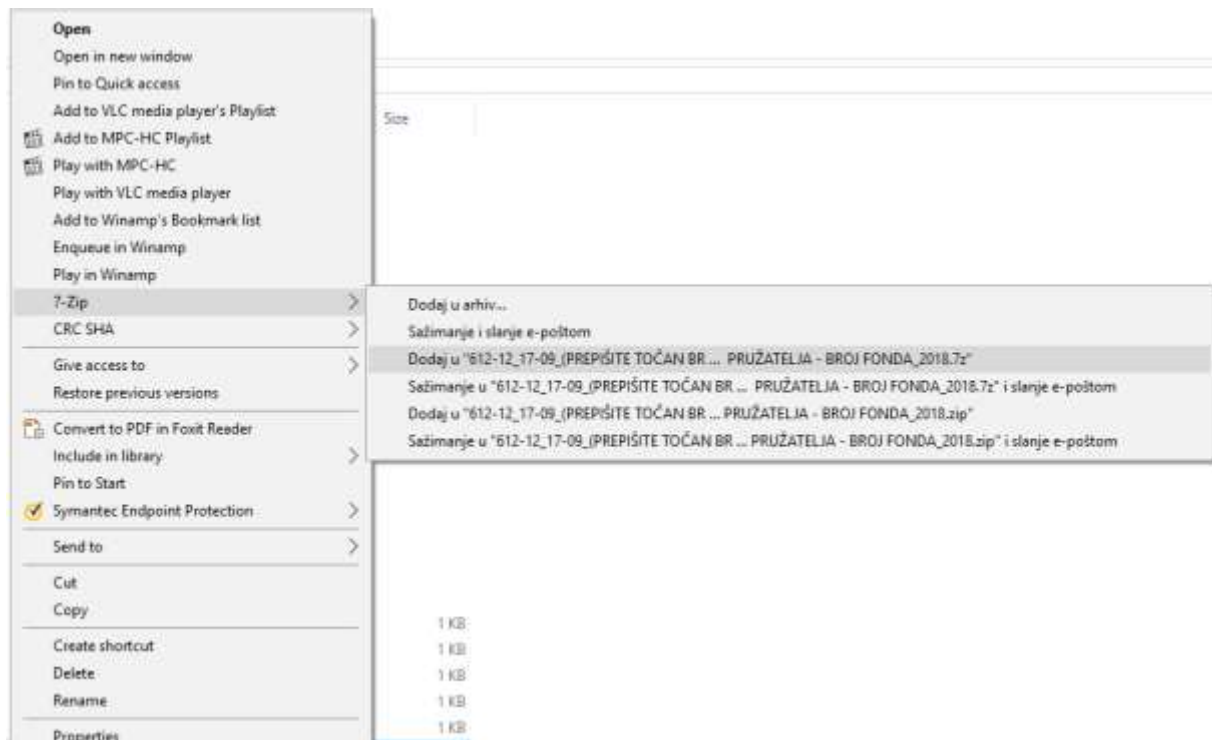 Open
Open in new window
Pin to Quick access
Add to VLC media player's Playlist
Add to MPC-HC Playlist
Play with MPC-HC
Play with VLC media player
Add to Winamp's Bookmark list
Enqueue in Winamp
Play in Winamp
7-Zip
CRC SHA
Give access to
Restore previous versions
Convert to PDF in Foxit Reader
Include in library
Pin to Start
Symantec Endpoint Protection
Send to
Cut
Copy
Create shortcut
Delete
Rename
Properties
Size
Dodaj u arhiv...
Sažimanje i slanje e-poštom
Dodaj u "612-12_17-09_(PREPIŠITE TOČAN BR ... PRUŽATELJA - BROJ FONDA_2018.7z"
Sažimanje u "612-12_17-09_(PREPIŠITE TOČAN BR ... PRUŽATELJA - BROJ FONDA_2018.7z" i slanje e-poštom
Dodaj u "612-12_17-09_(PREPIŠITE TOČAN BR ... PRUŽATELJA - BROJ FONDA_2018.zip"
Sažimanje u "612-12_17-09_(PREPIŠITE TOČAN BR ... PRUŽATELJA - BROJ FONDA_2018.zip" i slanje e-poštom
1 KB
1 KB
1 KB
1 KB
1 KB